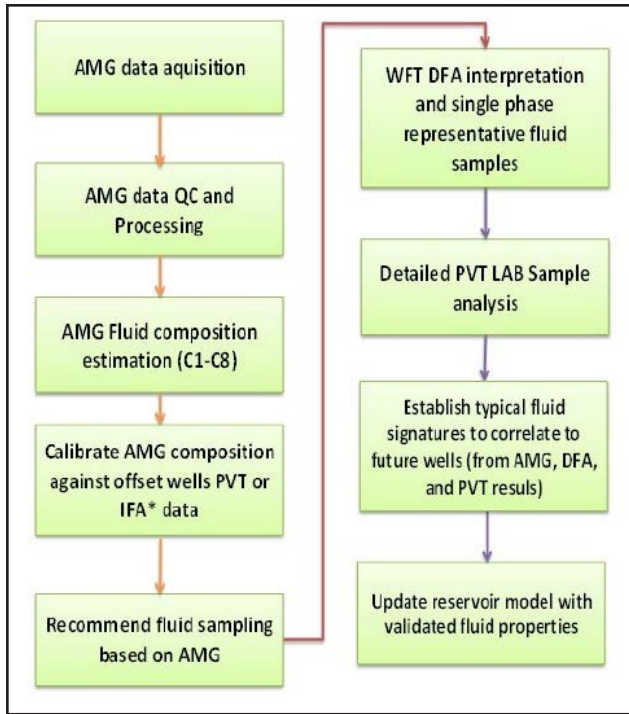 AMG data aquisition
AMG data QC and
Processing
AMG Fluid composition
estimation (C1-C8)
Calibrate AMG composition
against offset wells PVT or
IFA* data
Recommend fluid sampling
based on AMG
WFT DFA interpretation
and single phase
representative fluid
samples
Detailed PVT LAB Sample
analysis
Establish typical fluid
signatures to correlate to
future wells (from AMG, DFA,
and PVT resuls)
Update reservoir model with
validated fluid properties